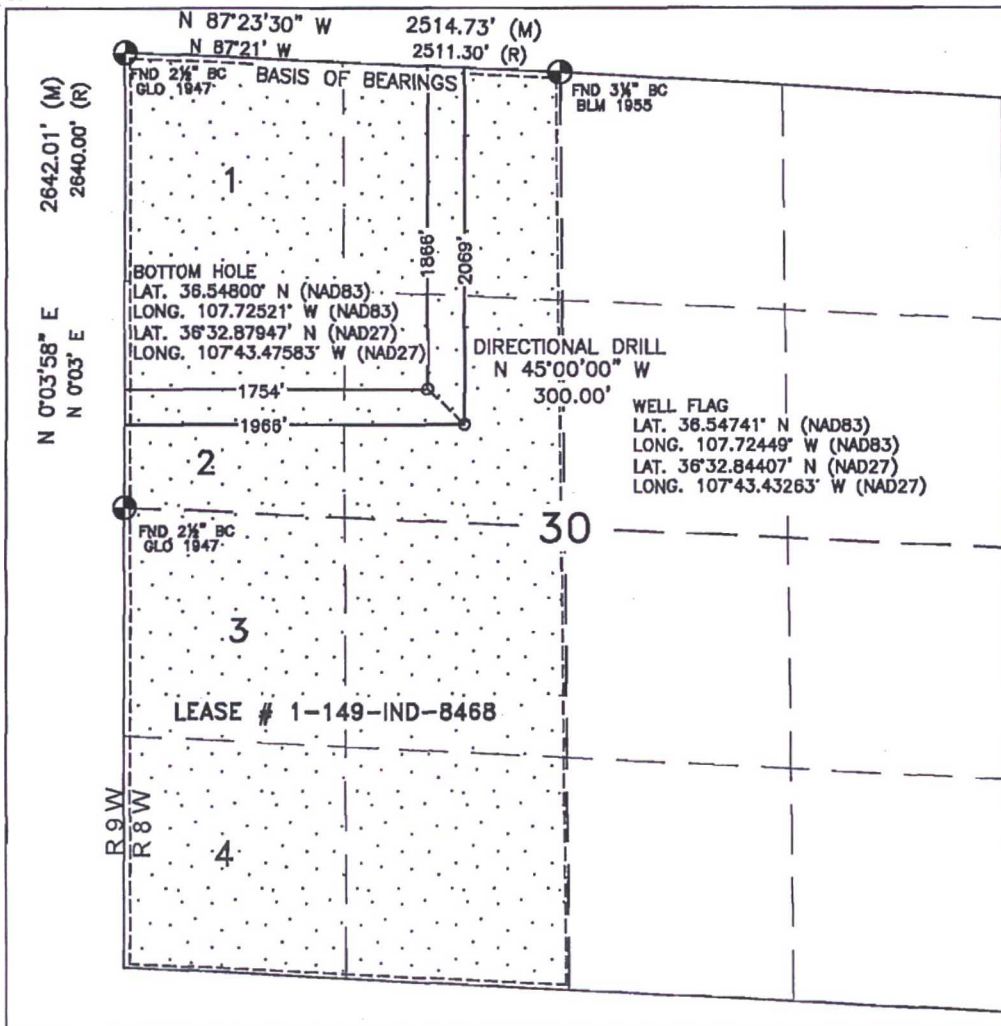 N 87°23'30" W 2514.73' (M)
N 87°21' W 2511.30' (R)
BASIS OF BEARINGS
FND 2½" BC
GLO 1947
FND 3¼" BC
BLM 1955
2642.01' (M)
2640.00' (R)
N 0°03'58" E
N 0°03' E
1
1866'
2069'
BOTTOM HOLE
LAT. 36.54800° N (NAD83)
LONG. 107.72521° W (NAD83)
LAT. 36°32.87947' N (NAD27)
LONG. 107°43.47583' W (NAD27)
DIRECTIONAL DRILL
N 45°00'00" W
300.00'
1754'
1966'
WELL FLAG
LAT. 36.54741° N (NAD83)
LONG. 107.72449° W (NAD83)
LAT. 36°32.84407' N (NAD27)
LONG. 107°43.43263' W (NAD27)
2
FND 2½" BC
GLO 1947
30
3
LEASE # 1-149-IND-8468
R 9 W
R 8 W
4